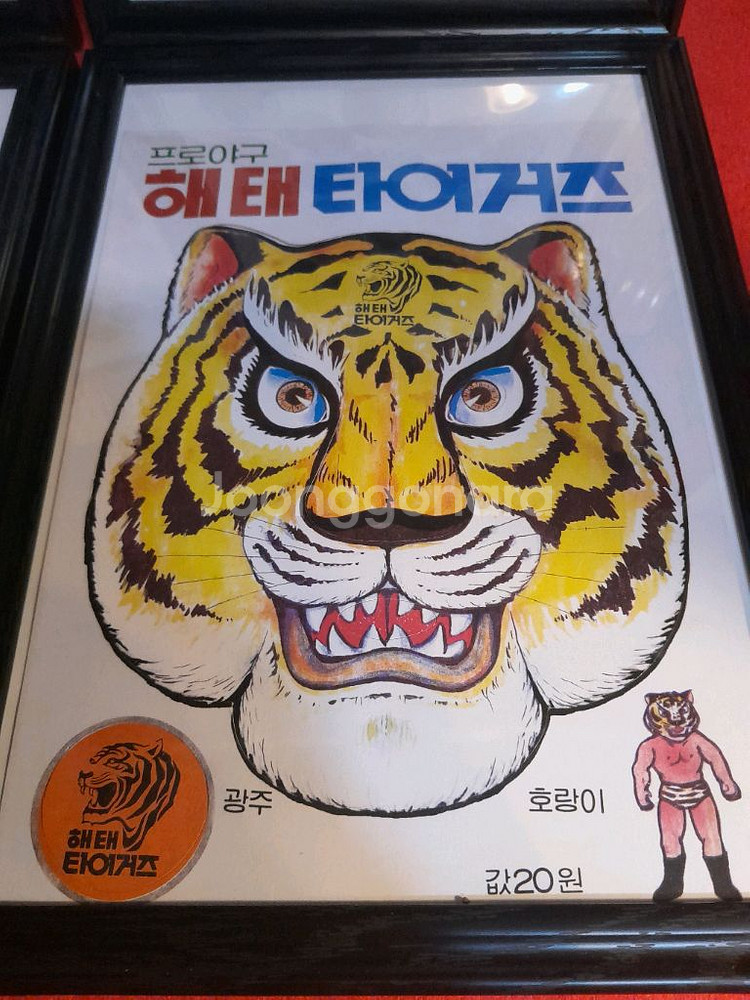 프로야구
해태 타이거즈
해태
타이거즈
Joonggonara
광주 호랑이
해태
타이거즈
값20원